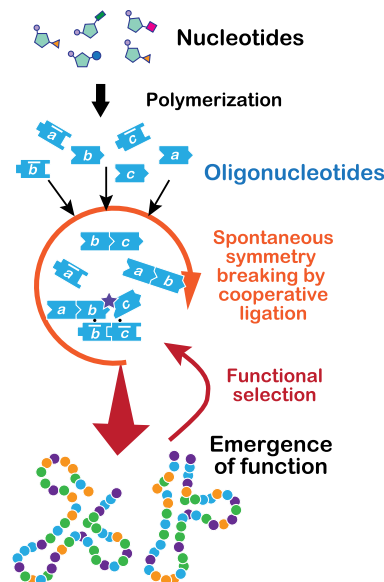 Nucleotides
Polymerization
a̅ b c̅ a
b̅ c
Oligonucleotides
b c
a̅
a b
a b c
b̅ c̅
Spontaneous
symmetry
breaking by
cooperative
ligation
Functional
selection
Emergence
of function